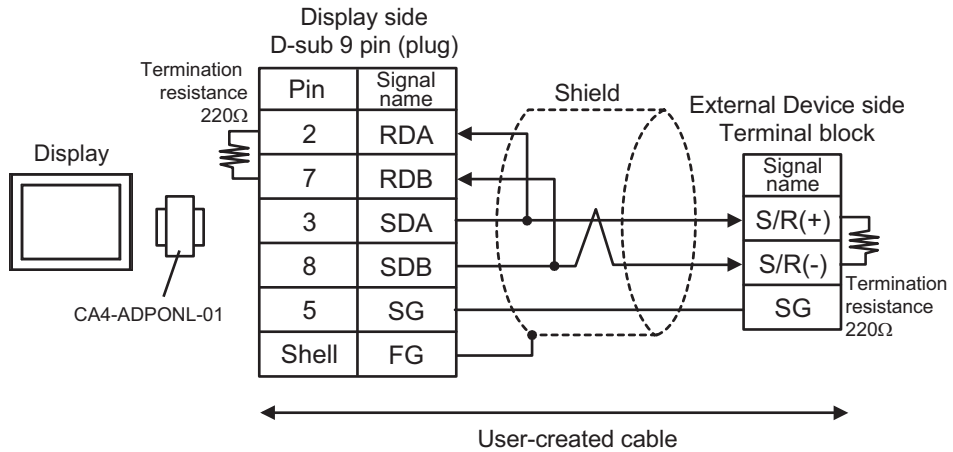 Display side
D-sub 9 pin (plug)
Termination
resistance
220Ω
Pin
Signal
name
Shield
External Device side
Terminal block
Display
2
RDA
7
RDB
3
SDA
8
SDB
5
SG
Shell
FG
Signal
name
S/R(+)
S/R(-)
SG
Termination
resistance
220Ω
CA4-ADPONL-01
User-created cable